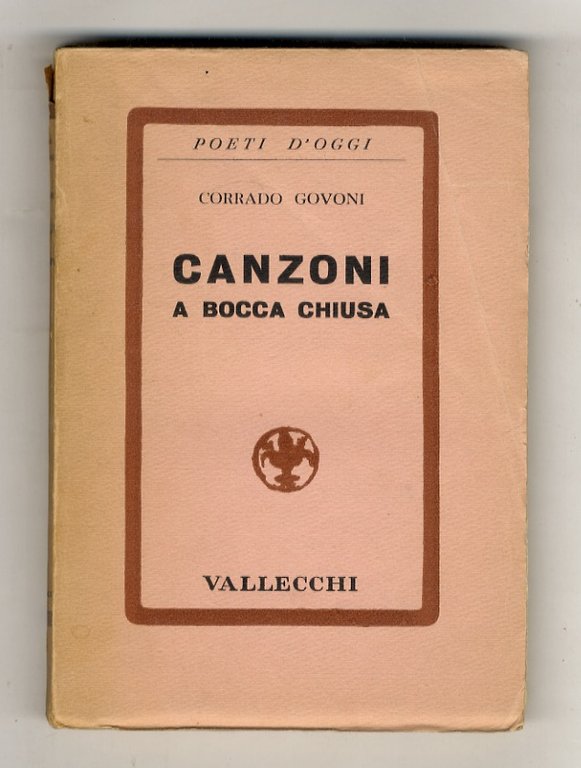 POETI D'OGGI
CORRADO GOVONI
CANZONI
A BOCCA CHIUSA
VALLECCHI